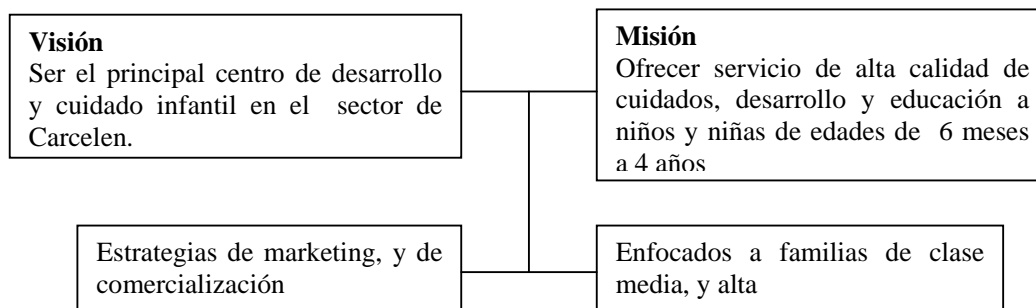 Visión
Ser el principal centro de desarrollo
y cuidado infantil en el sector de
Carcelen.
Misión
Ofrecer servicio de alta calidad de
cuidados, desarrollo y educación a
niños y niñas de edades de 6 meses
a 4 años
Estrategias de marketing, y de
comercialización
Enfocados a familias de clase
media, y alta